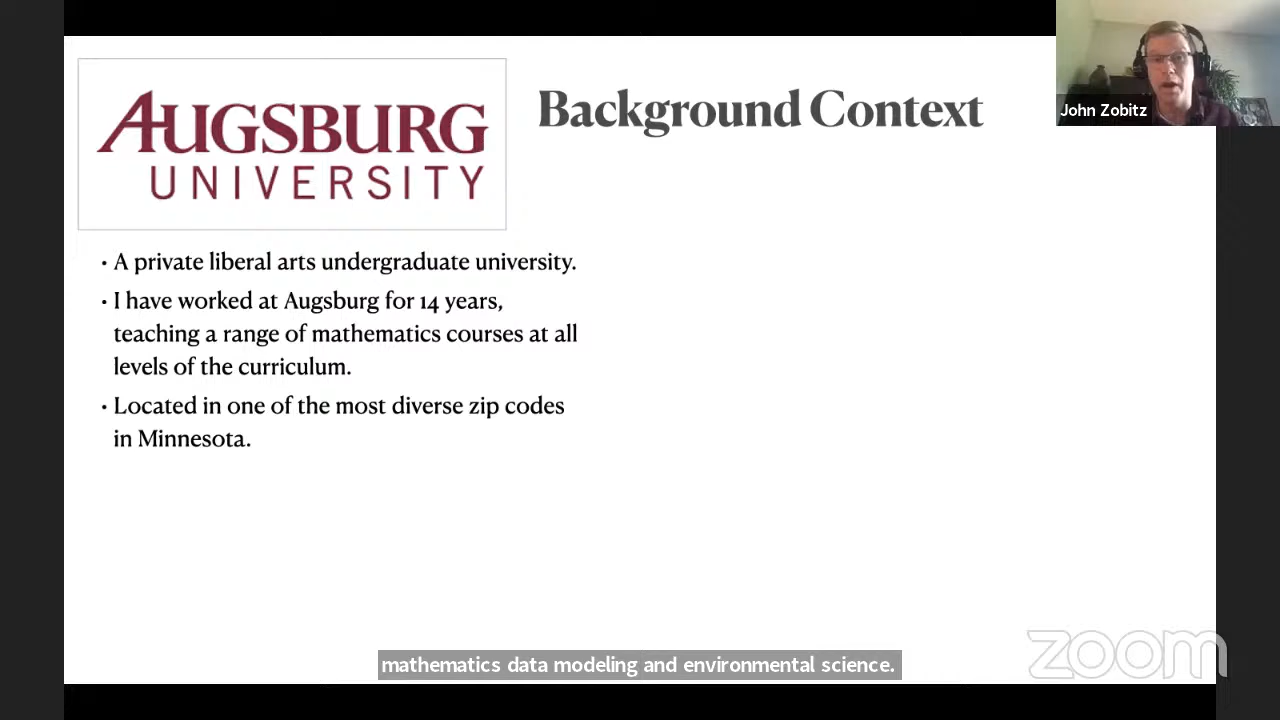 AUGSBURG
UNIVERSITY
Background Context
John Zobitz
• A private liberal arts undergraduate university.
• I have worked at Augsburg for 14 years,
teaching a range of mathematics courses at all
levels of the curriculum.
• Located in one of the most diverse zip codes
in Minnesota.
mathematics data modeling and environmental science.
zoom